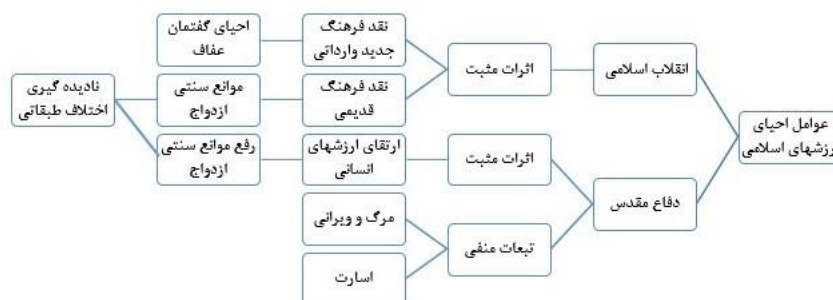 عوامل احیای
رزشهای اسلامی
انقلاب اسلامی
اثرات مثبت
نقد فرهنگ
جدید وارداتی
احیای گفتمان
عفاف
نقد فرهنگ
قدیمی
موانع سنتی
ازدواج
نادیده گیری
اختلاف طبقاتی
دفاع مقدس
اثرات مثبت
ارتقای ارزشهای
انسانی
رفع موانع سنتی
ازدواج
تبعات منفی
مرگ و ویرانی
اسارت